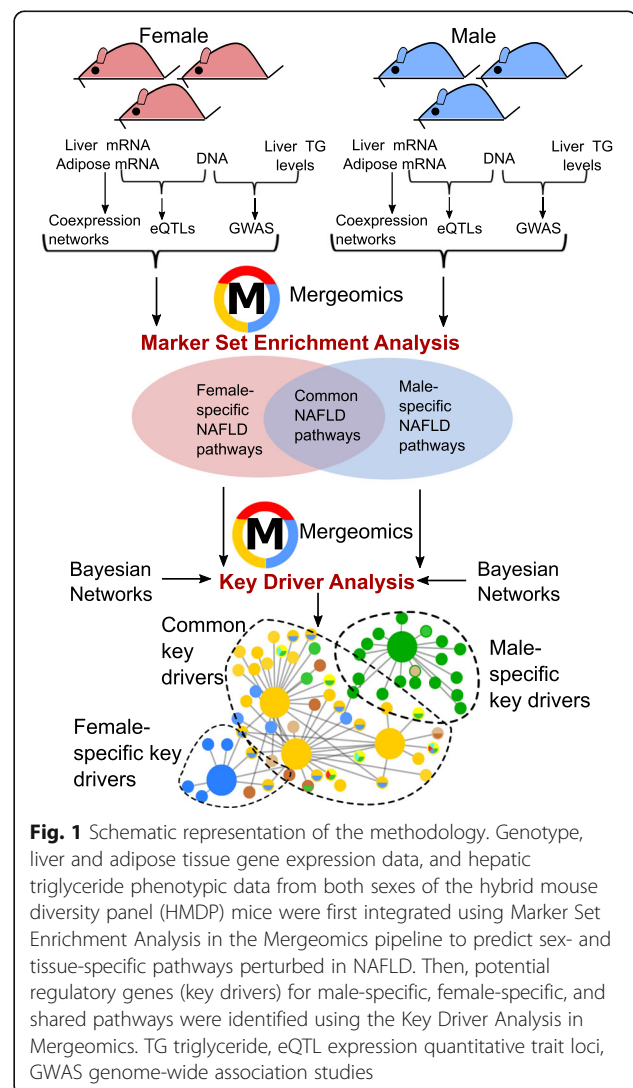 Female Male
Liver mRNA
Adipose mRNA
DNA
Liver TG
levels
Liver mRNA
Adipose mRNA
DNA
Liver TG
levels
Coexpression
networks
eQTLs
GWAS
Coexpression
networks
eQTLs
GWAS
M Mergeomics
Marker Set Enrichment Analysis
Female-
specific
NAFLD
pathways
Common
NAFLD
pathways
Male-
specific
NAFLD
pathways
M Mergeomics
Bayesian
Networks
Key Driver Analysis
Bayesian
Networks
Common
key
drivers
Male-
specific
key drivers
Female-
specific key
drivers
Fig. 1 Schematic representation of the methodology. Genotype,
liver and adipose tissue gene expression data, and hepatic
triglyceride phenotypic data from both sexes of the hybrid mouse
diversity panel (HMDP) mice were first integrated using Marker Set
Enrichment Analysis in the Mergeomics pipeline to predict sex- and
tissue-specific pathways perturbed in NAFLD. Then, potential
regulatory genes (key drivers) for male-specific, female-specific, and
shared pathways were identified using the Key Driver Analysis in
Mergeomics. TG triglyceride, eQTL expression quantitative trait loci,
GWAS genome-wide association studies